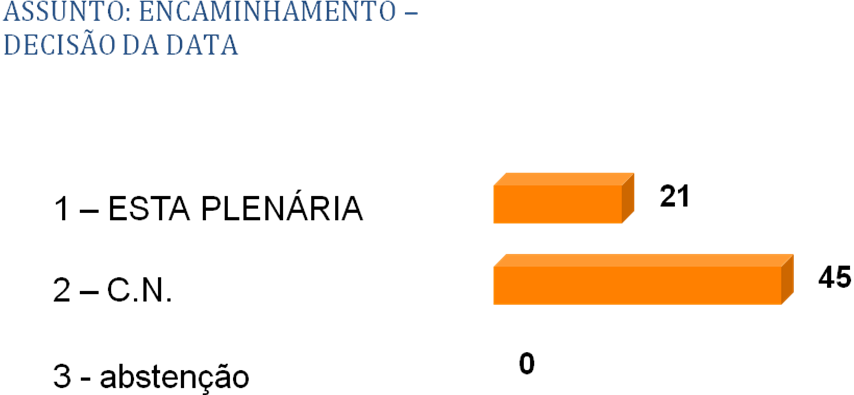 ASSUNTO: ENCAMINHAMENTO –
DECISÃO DA DATA
1 – ESTA PLENÁRIA 21
2 – C.N. 45
3 - abstenção 0